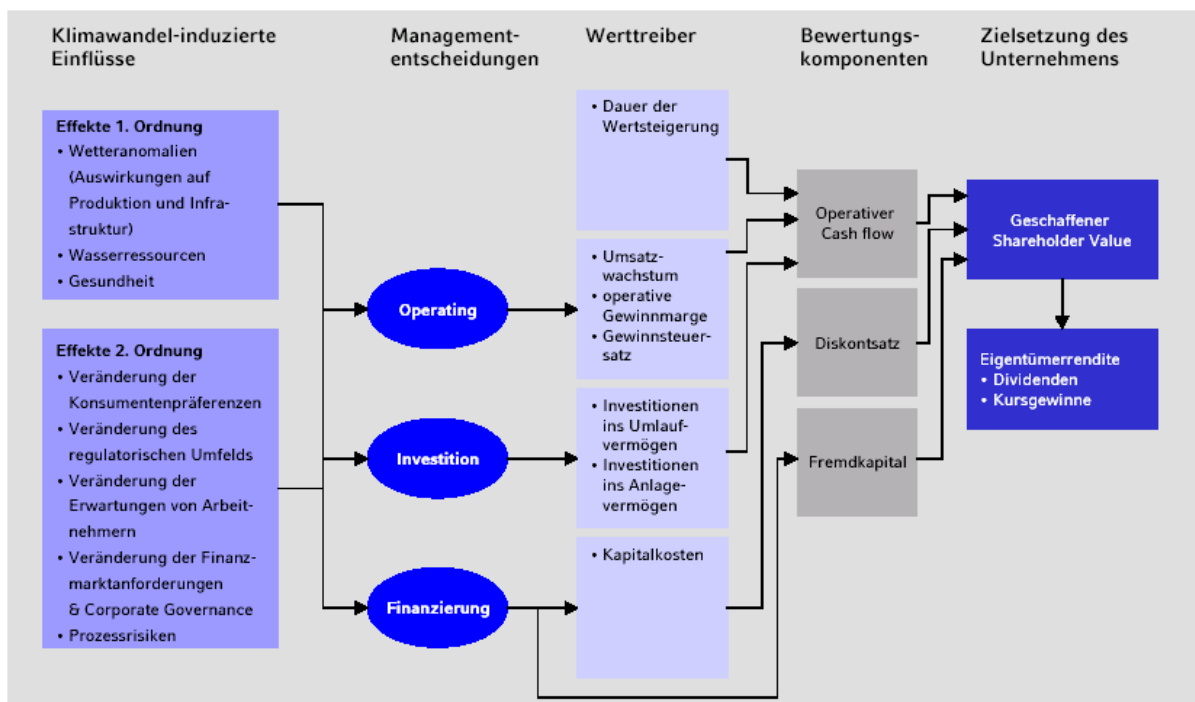 Klimawandel-induzierte
Einflüsse
Management-
entscheidungen
Werttreiber
Bewertungs-
komponenten
Zielsetzung des
Unternehmens
Effekte 1. Ordnung
• Wetteranomalien
(Auswirkungen auf
Produktion und Infra-
struktur)
• Wasserressourcen
• Gesundheit
Effekte 2. Ordnung
• Veränderung der
Konsumentenpräferenzen
• Veränderung des
regulatorischen Umfelds
• Veränderung der
Erwartungen von Arbeit-
nehmern
• Veränderung der Finanz-
marktanforderungen
& Corporate Governance
• Prozessrisiken
Operating
Investition
Finanzierung
• Dauer der
Wertsteigerung
• Umsatz-
wachstum
• operative
Gewinnmarge
• Gewinnsteuer-
satz
• Investitionen
ins Umlauf-
vermögen
• Investitionen
ins Anlage-
vermögen
• Kapitalkosten
Operativer
Cash flow
Diskontsatz
Fremdkapital
Geschaffener
Shareholder Value
Eigentümerrendite
• Dividenden
• Kursgewinne